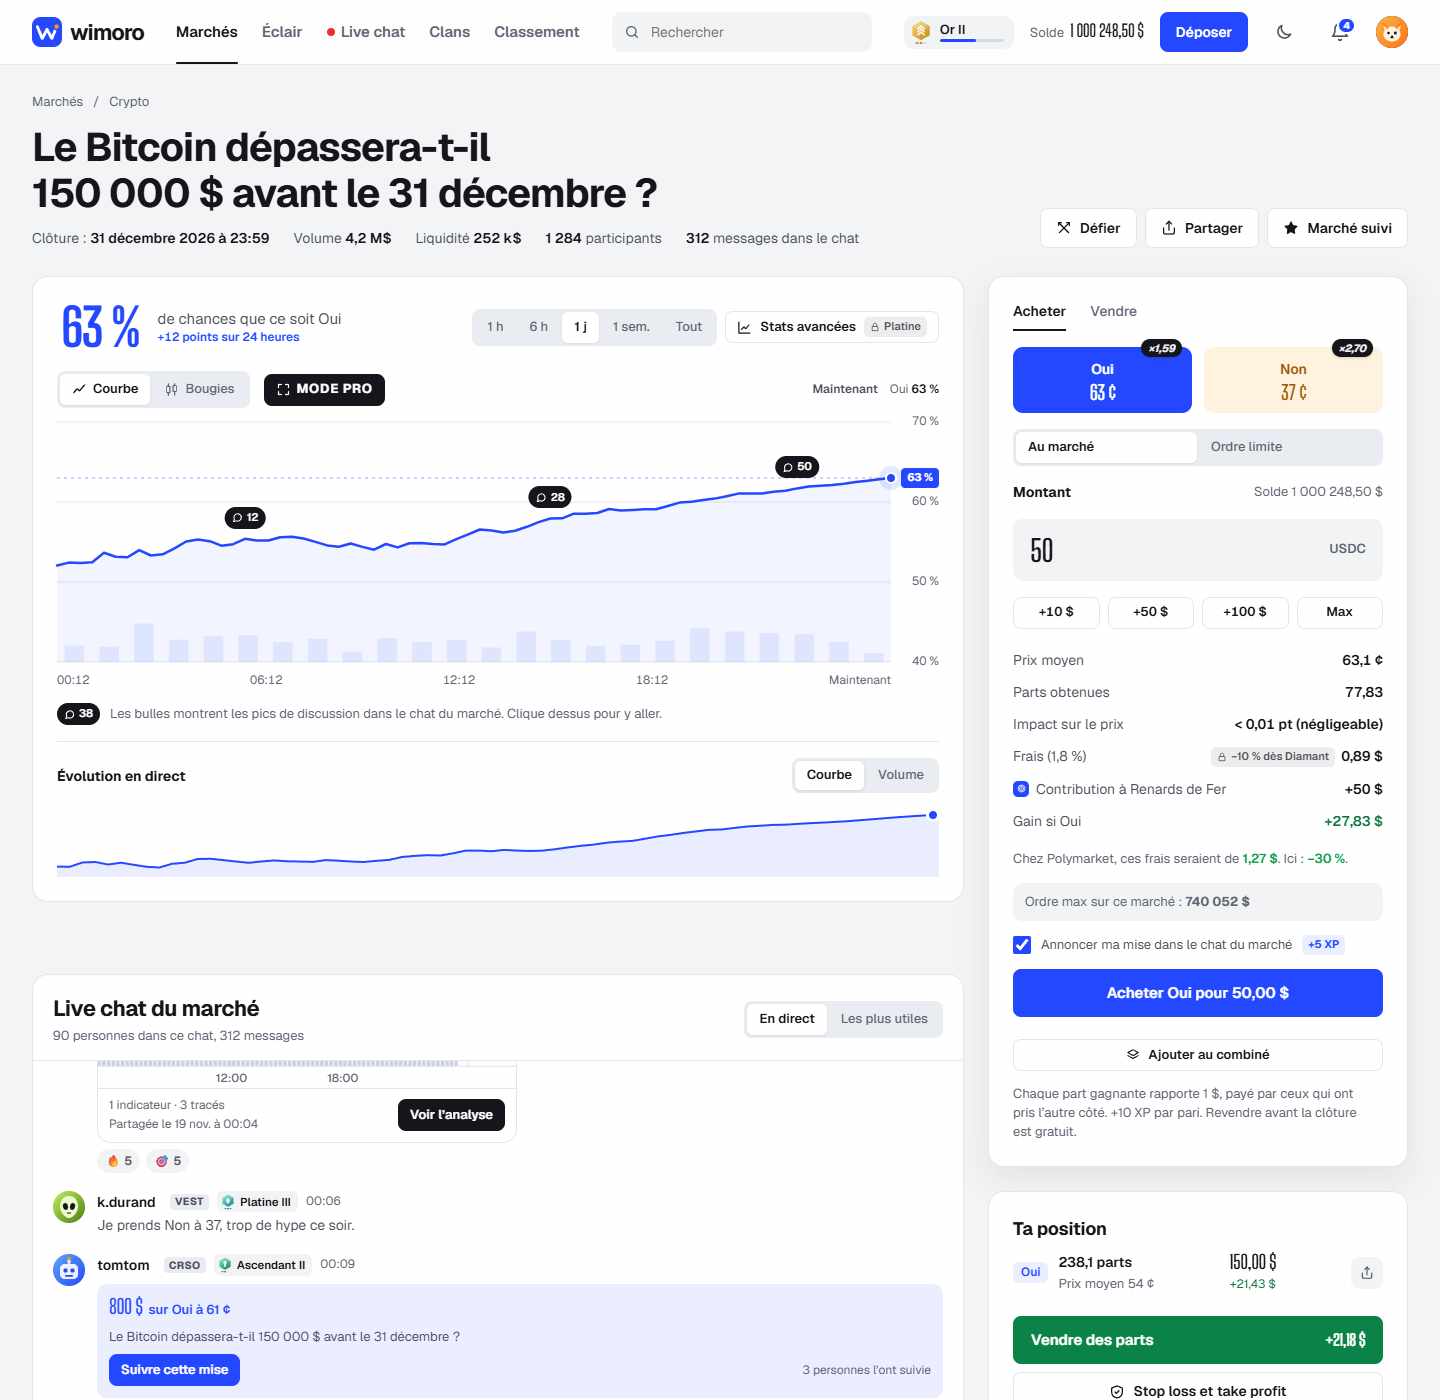 wimoro
Marchés
Éclair
Live chat
Clans
Classement
Rechercher
Or II
Solde 1 000 248,50 $
Déposer
4
Marchés / Crypto
Le Bitcoin dépassera-t-il
150 000 $ avant le 31 décembre ?
Clôture : 31 décembre 2026 à 23:59
Volume 4,2 M$
Liquidité 252 k$
1 284 participants
312 messages dans le chat
Défier
Partager
Marché suivi
63 %
de chances que ce soit Oui
+12 points sur 24 heures
1 h
6 h
1 j
1 sem.
Tout
Stats avancées
Platine
Courbe
Bougies
MODE PRO
Maintenant
Oui 63 %
70 %
63 %
60 %
50 %
40 %
12
28
50
00:12
06:12
12:12
18:12
Maintenant
38
Les bulles montrent les pics de discussion dans le chat du marché. Clique dessus pour y aller.
Évolution en direct
Courbe
Volume
Live chat du marché
90 personnes dans ce chat, 312 messages
En direct
Les plus utiles
12:00
18:00
1 indicateur · 3 tracés
Partagée le 19 nov. à 00:04
Voir l'analyse
5
5
k.durand
VEST
Platine III
00:06
Je prends Non à 37, trop de hype ce soir.
tomtom
CRSO
Ascendant II
00:09
800 $ sur Oui à 61 ¢
Le Bitcoin dépassera-t-il 150 000 $ avant le 31 décembre ?
Suivre cette mise
3 personnes l'ont suivie
Acheter
Vendre
×1,59
Oui
63 ¢
×2,70
Non
37 ¢
Au marché
Ordre limite
Montant
Solde 1 000 248,50 $
50
USDC
+10 $
+50 $
+100 $
Max
Prix moyen
63,1 ¢
Parts obtenues
77,83
Impact sur le prix
< 0,01 pt (négligeable)
Frais (1,8 %)
−10 % dès Diamant
0,89 $
Contribution à Renards de Fer
+50 $
Gain si Oui
+27,83 $
Chez Polymarket, ces frais seraient de 1,27 $. Ici : −30 %.
Ordre max sur ce marché : 740 052 $
Annoncer ma mise dans le chat du marché
+5 XP
Acheter Oui pour 50,00 $
Ajouter au combiné
Chaque part gagnante rapporte 1 $, payé par ceux qui ont
pris l'autre côté. +10 XP par pari. Revendre avant la clôture
est gratuit.
Ta position
Oui
238,1 parts
Prix moyen 54 ¢
150,00 $
+21,43 $
Vendre des parts
+21,18 $
Stop loss et take profit